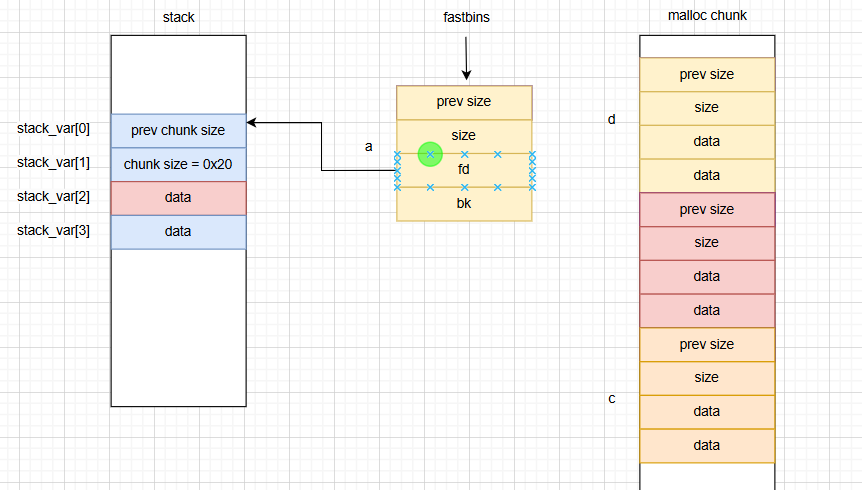 stack
stack_var[0]
prev chunk size
stack_var[1]
chunk size = 0x20
stack_var[2]
data
stack_var[3]
data
fastbins
prev size
a
size
fd
bk
malloc chunk
d
prev size
size
data
data
prev size
size
data
data
c
prev size
size
data
data